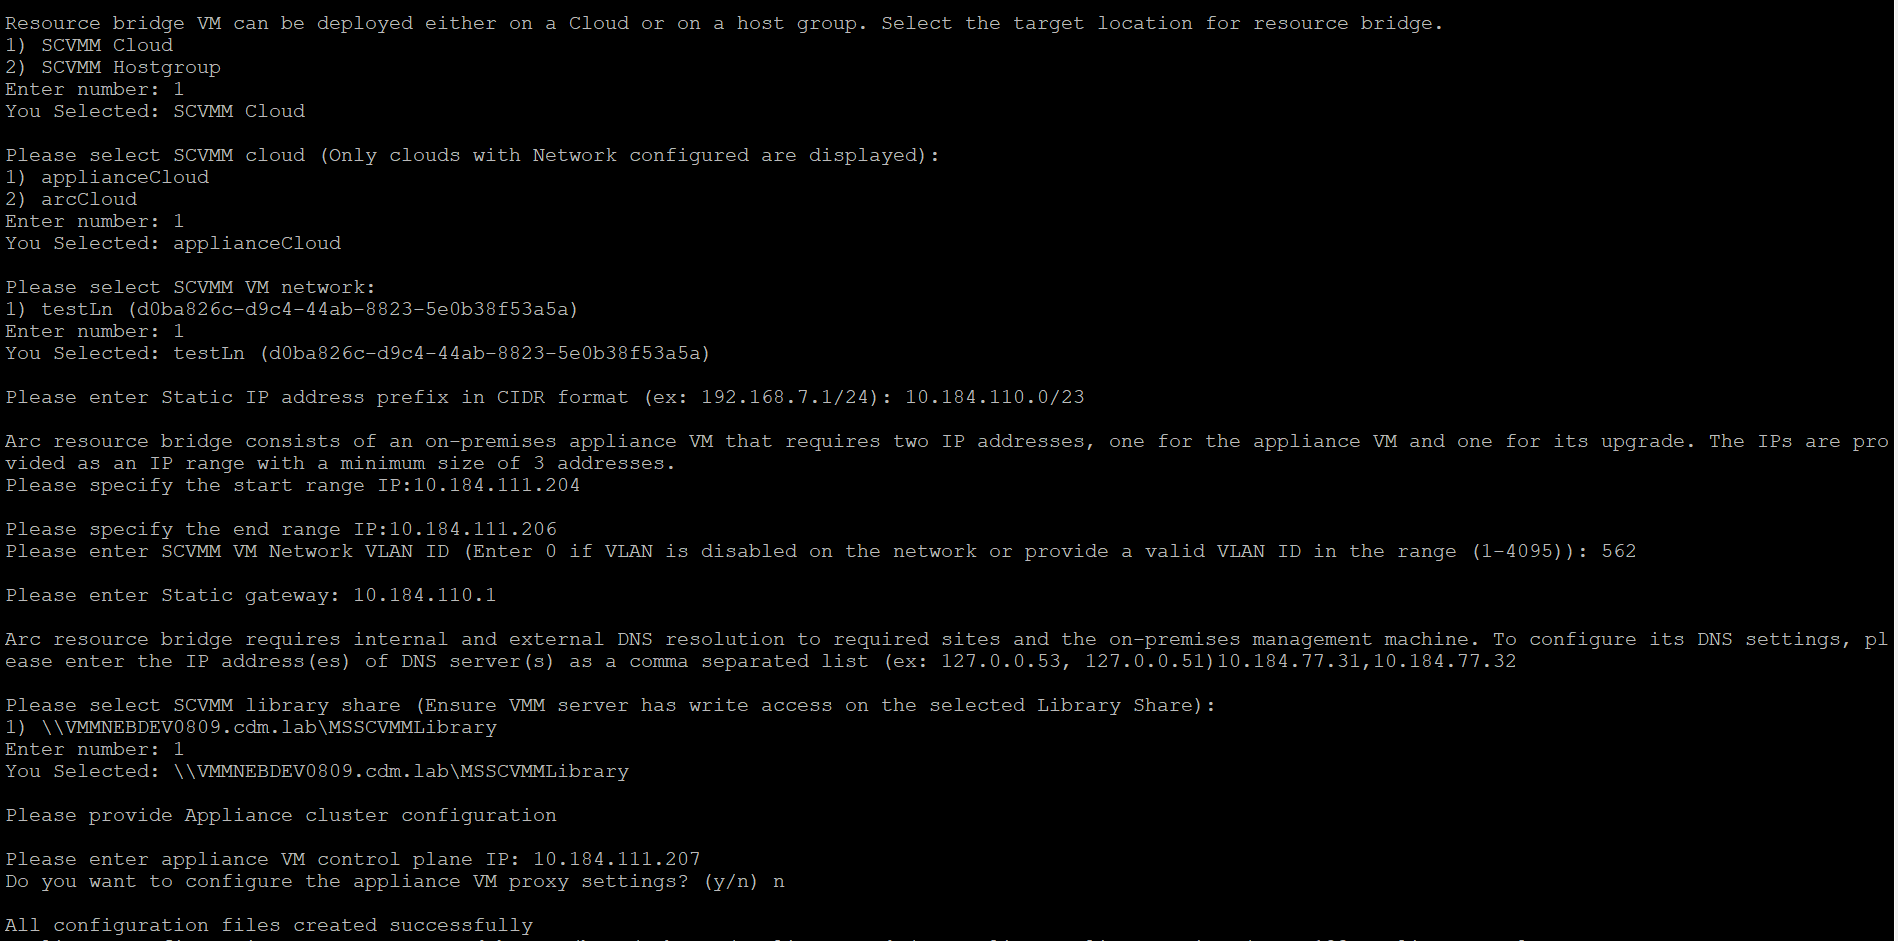 Resource bridge VM can be deployed either on a Cloud or on a host group. Select the target location for resource bridge.
1) SCVMM Cloud
2) SCVMM Hostgroup
Enter number: 1
You Selected: SCVMM Cloud
Please select SCVMM cloud (Only clouds with Network configured are displayed):
1) applianceCloud
2) arcCloud
Enter number: 1
You Selected: applianceCloud
Please select SCVMM VM network:
1) testLn (d0ba826c-d9c4-44ab-8823-5e0b38f53a5a)
Enter number: 1
You Selected: testLn (d0ba826c-d9c4-44ab-8823-5e0b38f53a5a)
Please enter Static IP address prefix in CIDR format (ex: 192.168.7.1/24): 10.184.110.0/23
Arc resource bridge consists of an on-premises appliance VM that requires two IP addresses, one for the appliance VM and one for its upgrade. The IPs are pro
vided as an IP range with a minimum size of 3 addresses.
Please specify the start range IP:10.184.111.204
Please specify the end range IP:10.184.111.206
Please enter SCVMM VM Network VLAN ID (Enter 0 if VLAN is disabled on the network or provide a valid VLAN ID in the range (1-4095)): 562
Please enter Static gateway: 10.184.110.1
Arc resource bridge requires internal and external DNS resolution to required sites and the on-premises management machine. To configure its DNS settings, pl
ease enter the IP address(es) of DNS server(s) as a comma separated list (ex: 127.0.0.53, 127.0.0.51)10.184.77.31,10.184.77.32
Please select SCVMM library share (Ensure VMM server has write access on the selected Library Share):
1) \\VMMNEBDEV0809.cdm.lab\MSSCVMMLibrary
Enter number: 1
You Selected: \\VMMNEBDEV0809.cdm.lab\MSSCVMMLibrary
Please provide Appliance cluster configuration
Please enter appliance VM control plane IP: 10.184.111.207
Do you want to configure the appliance VM proxy settings? (y/n) n
All configuration files created successfully